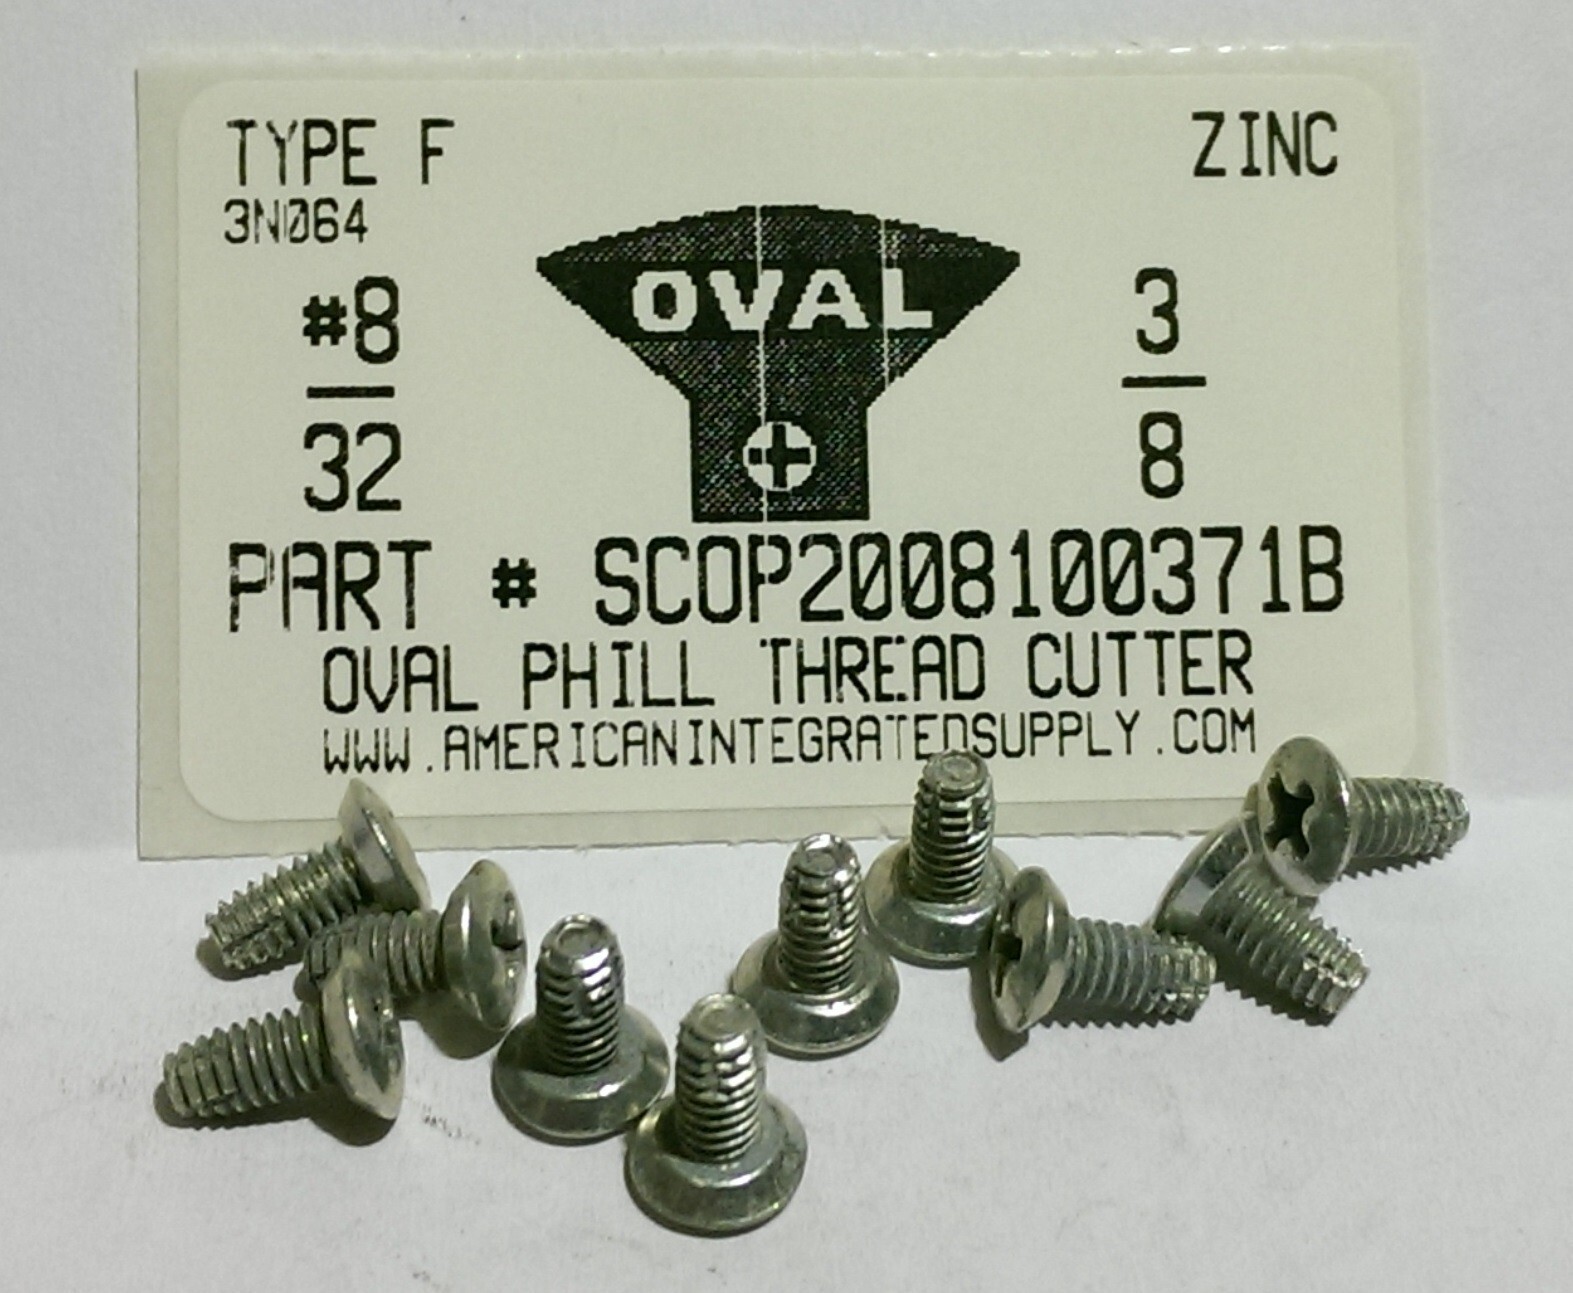 TYPE F
ZINC
3N064
#8
32
OVAL
3
8
PART # SCOP2008100371B
OVAL PHILL THREAD CUTTER
WWW.AMERICANINTEGRATEDSUPPLY.COM